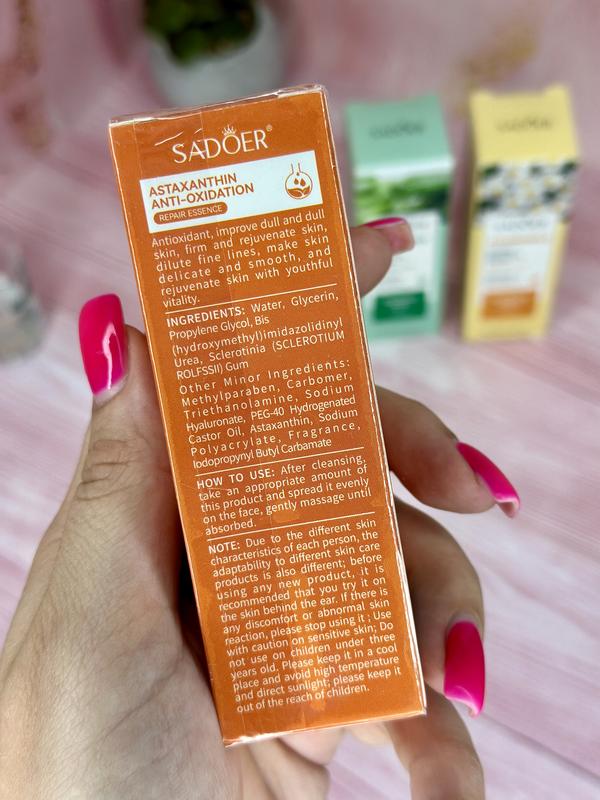 SADOER®
ASTAXANTHIN
ANTI-OXIDATION
REPAIR ESSENCE
Antioxidant, improve dull and dull
skin, firm and rejuvenate skin,
dilute fine lines, make skin
delicate and smooth, and
rejuvenate skin with youthful
vitality.
INGREDIENTS: Water, Glycerin,
Propylene Glycol, Bis
(hydroxymethyl)imidazolidinyl
Urea, Sclerotinia (SCLEROTIUM
ROLFSSII) Gum
Other Minor Ingredients:
Methylparaben, Carbomer,
Triethanolamine, Sodium
Hyaluronate, PEG-40 Hydrogenated
Castor Oil, Astaxanthin, Sodium
Polyacrylate, Fragrance,
Iodopropynyl Butyl Carbamate
HOW TO USE: After cleansing,
take an appropriate amount of
this product and spread it evenly
on the face, gently massage until
absorbed.
NOTE: Due to the different skin
characteristics of each person, the
adaptability to different skin care
products is also different; before
using any new product, it is
recommended that you try it on
the skin behind the ear. If there is
any discomfort or abnormal skin
reaction, please stop using it ; Use
with caution on sensitive skin; Do
not use on children under three
years old. Please keep it in a cool
place and avoid high temperature
and direct sunlight; please keep it
out of the reach of children.